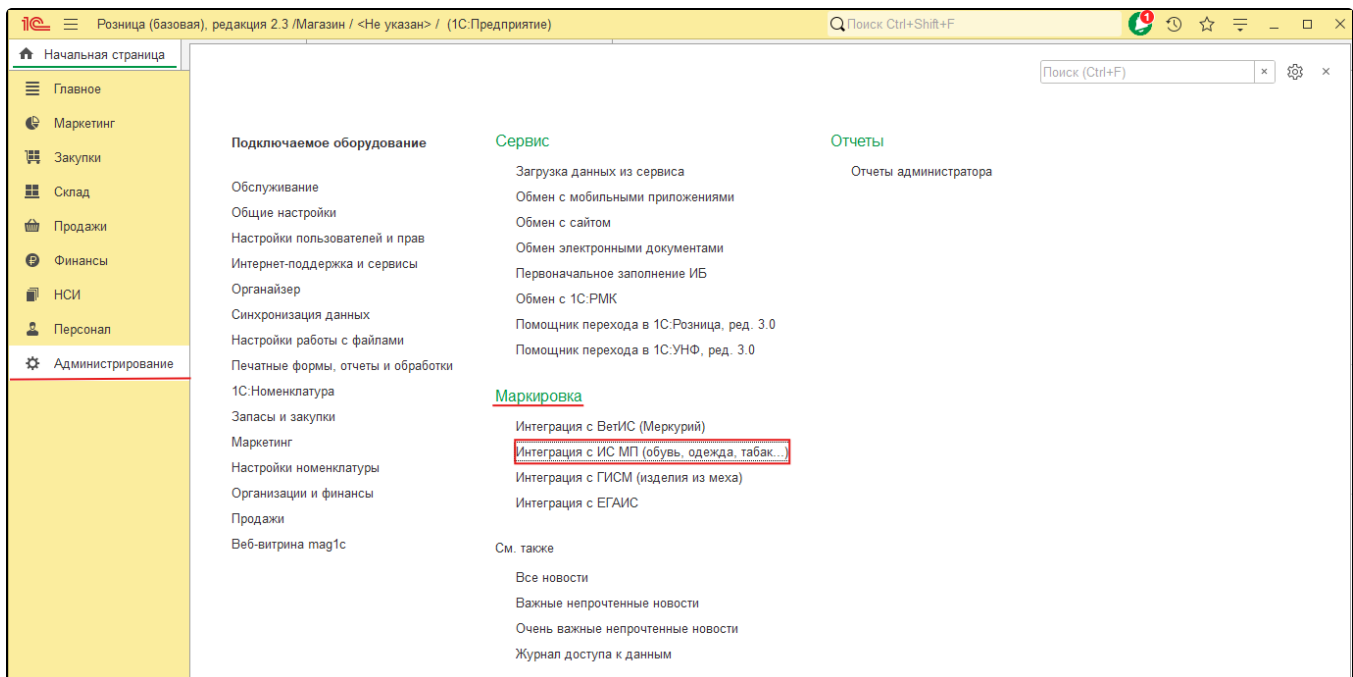 1С Розница (базовая), редакция 2.3 /Магазин / <Не указан> / (1С:Предприятие) Поиск Ctrl+Shift+F 1
Начальная страница
Поиск (Ctrl+F)
Главное
Маркетинг
Закупки
Склад
Продажи
Финансы
НСИ
Персонал
Администрирование
Подключаемое оборудование
Обслуживание
Общие настройки
Настройки пользователей и прав
Интернет-поддержка и сервисы
Органайзер
Синхронизация данных
Настройки работы с файлами
Печатные формы, отчеты и обработки
1С:Номенклатура
Запасы и закупки
Маркетинг
Настройки номенклатуры
Организации и финансы
Продажи
Веб-витрина mag1c
Сервис
Загрузка данных из сервиса
Обмен с мобильными приложениями
Обмен с сайтом
Обмен электронными документами
Первоначальное заполнение ИБ
Обмен с 1С:РМК
Помощник перехода в 1С:Розница, ред. 3.0
Помощник перехода в 1С:УНФ, ред. 3.0
Маркировка
Интеграция с ВетИС (Меркурий)
Интеграция с ИС МП (обувь, одежда, табак...)
Интеграция с ГИСМ (изделия из меха)
Интеграция с ЕГАИС
См. также
Все новости
Важные непрочтенные новости
Очень важные непрочтенные новости
Журнал доступа к данным
Отчеты
Отчеты администратора